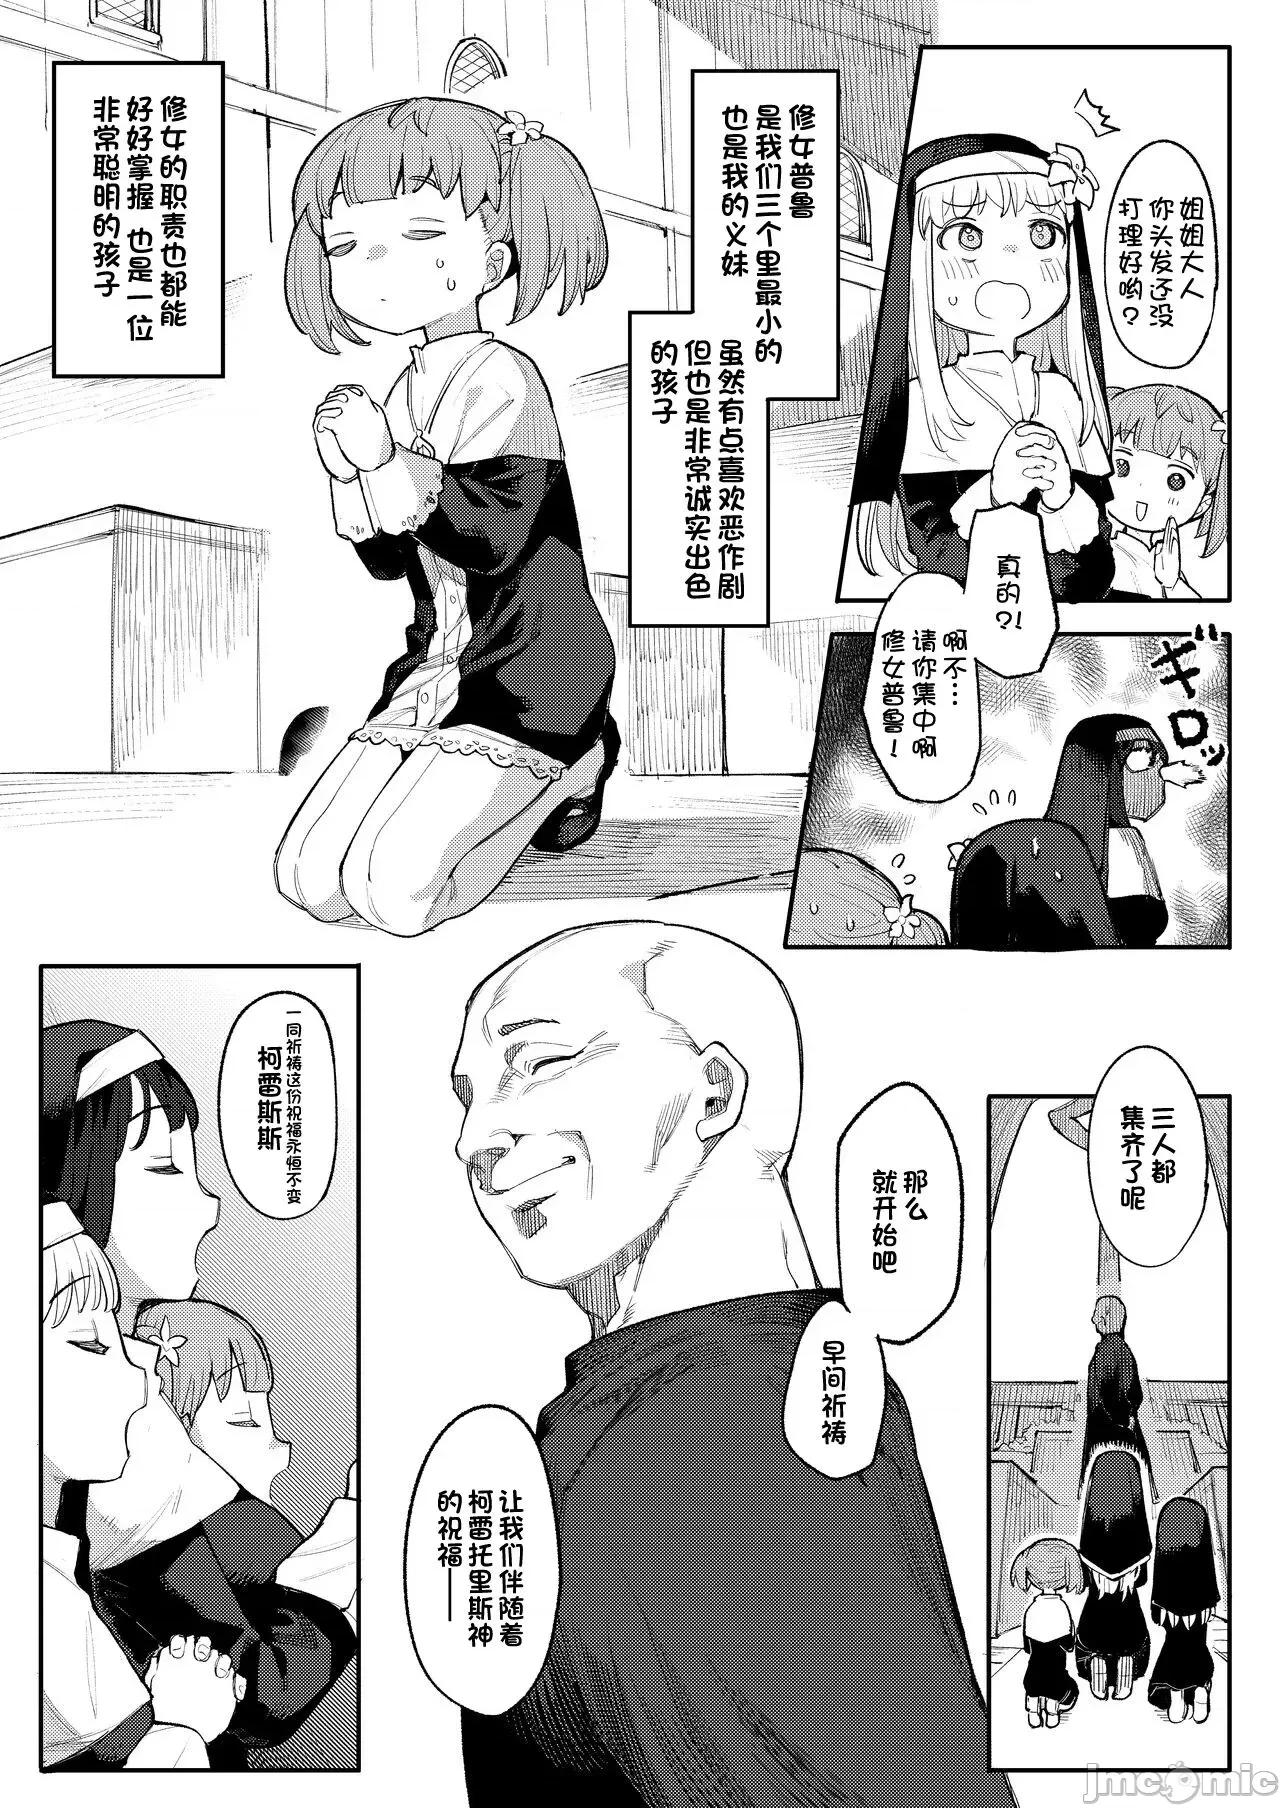 姐姐大人
你头发还没
打理好哟？
真的?!
啊不…
请你集中啊
修女普鲁！
ギロッ
修女普鲁
是我们三个里最小的
也是我的义妹
虽然有点喜欢恶作剧
但也是非常诚实出色
的孩子
修女的职责也都能
好好掌握 也是一位
非常聪明的孩子
三人都
集齐了呢
那么
就开始吧
早间祈祷
让我们伴随着
柯雷托里斯神
的祝福——
一同祈祷这份祝福永恒不变
柯雷斯斯
jmcomic